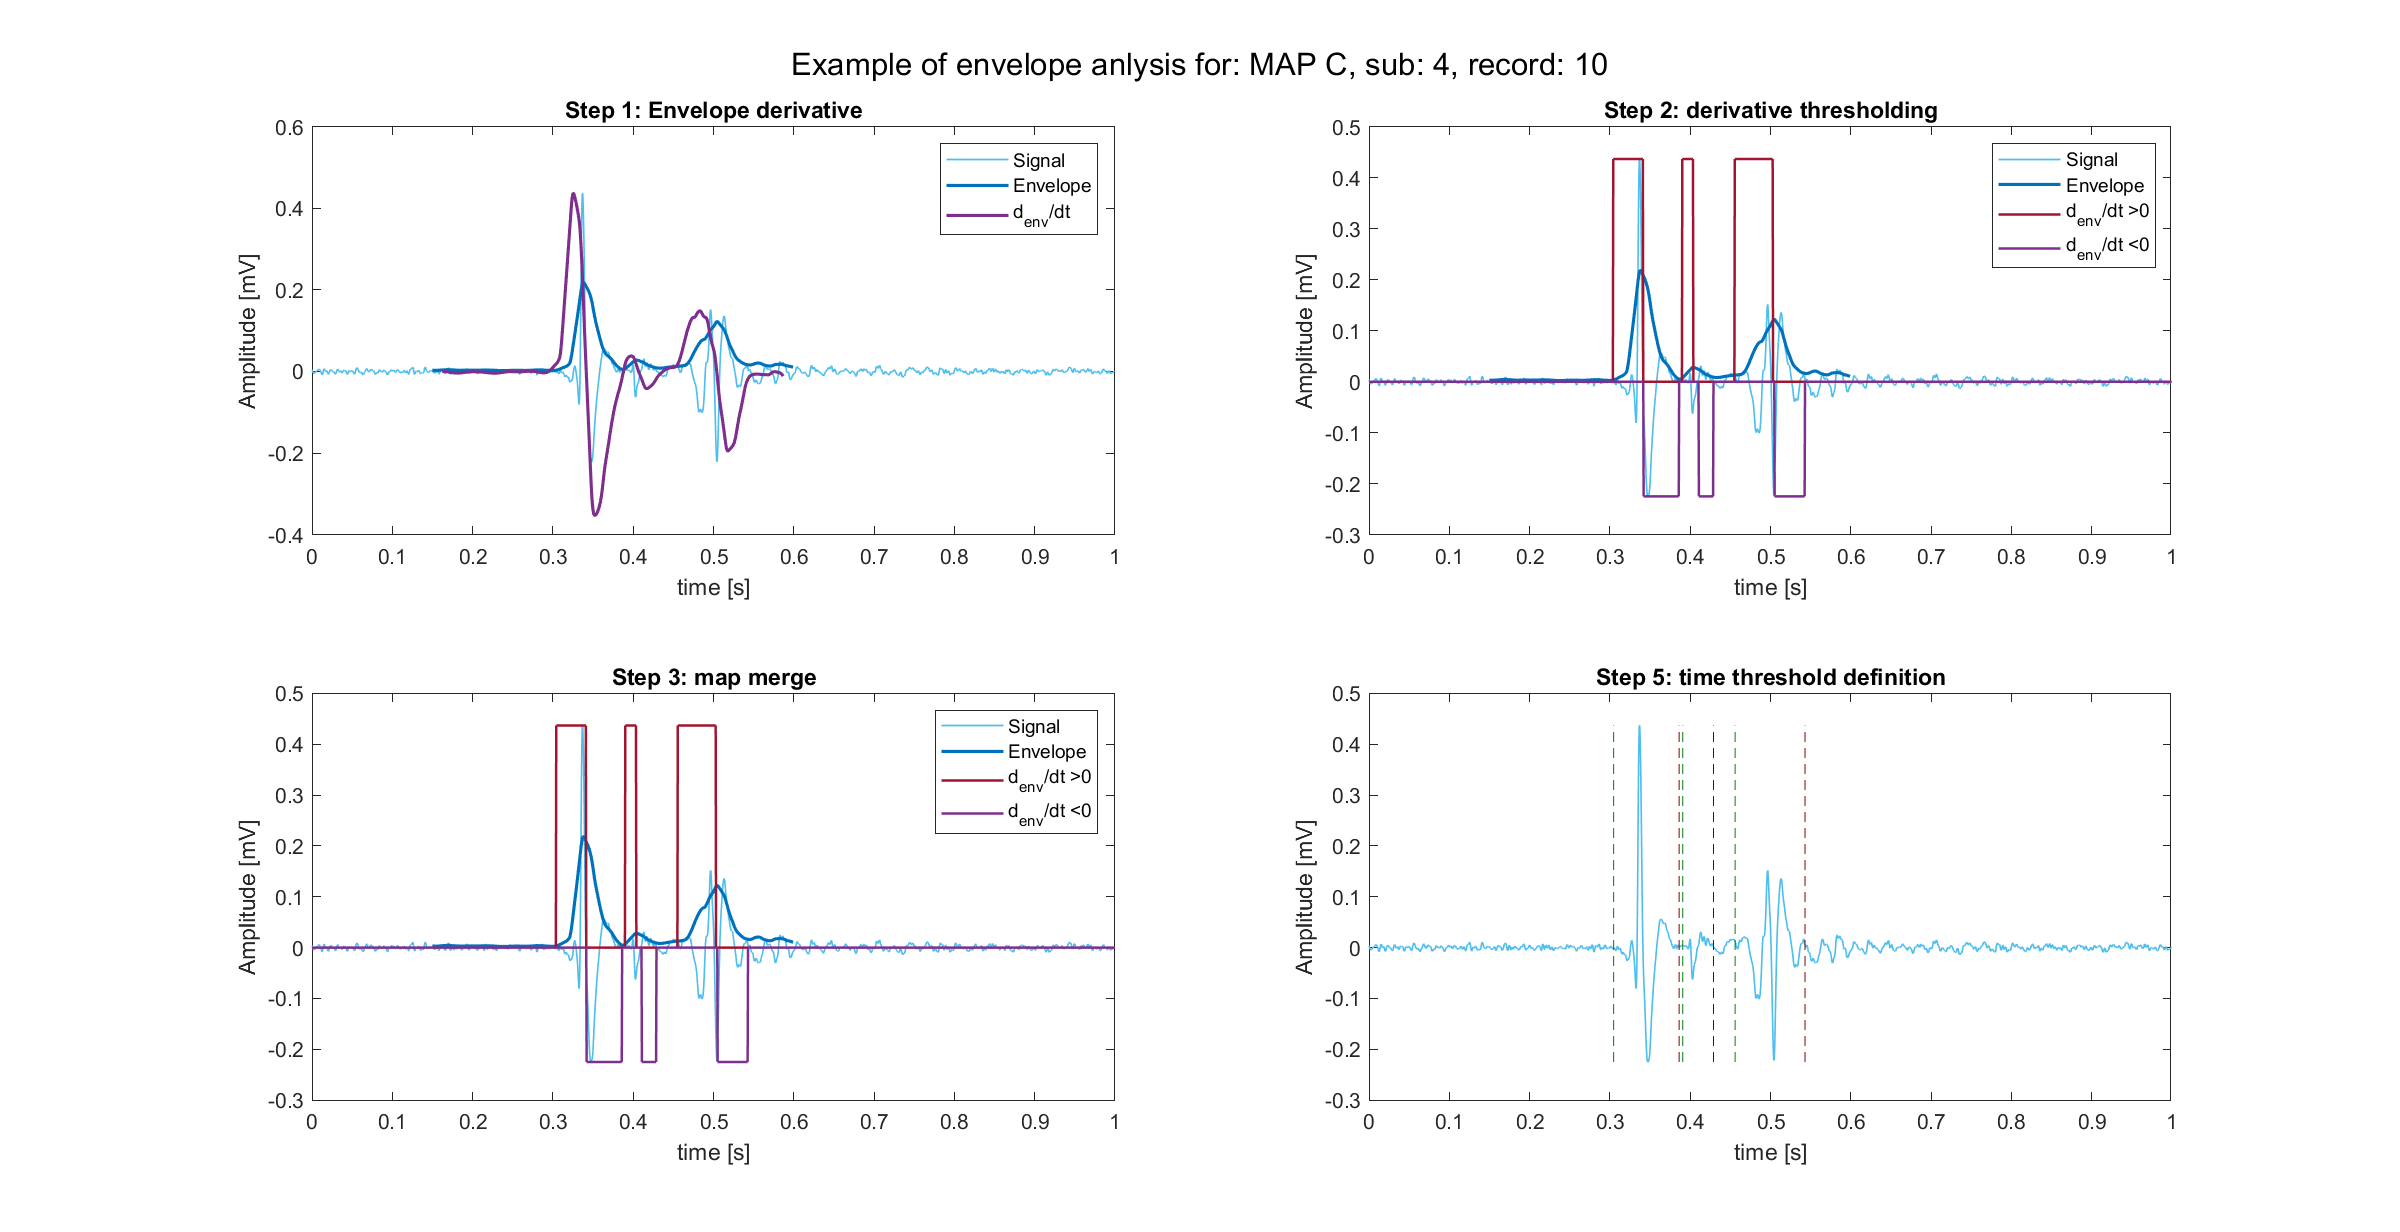 Example of envelope anlysis for: MAP C, sub: 4, record: 10
Step 1: Envelope derivative
0.6
0.4
0.2
0
-0.2
-0.4
Amplitude [mV]
Signal
Envelope
d_env/dt
0 0.1 0.2 0.3 0.4 0.5 0.6 0.7 0.8 0.9 1
time [s]
Step 2: derivative thresholding
0.5
0.4
0.3
0.2
0.1
0
-0.1
-0.2
-0.3
Amplitude [mV]
Signal
Envelope
d_env/dt >0
d_env/dt <0
0 0.1 0.2 0.3 0.4 0.5 0.6 0.7 0.8 0.9 1
time [s]
Step 3: map merge
0.5
0.4
0.3
0.2
0.1
0
-0.1
-0.2
-0.3
Amplitude [mV]
Signal
Envelope
d_env/dt >0
d_env/dt <0
0 0.1 0.2 0.3 0.4 0.5 0.6 0.7 0.8 0.9 1
time [s]
Step 5: time threshold definition
0.5
0.4
0.3
0.2
0.1
0
-0.1
-0.2
-0.3
Amplitude [mV]
0 0.1 0.2 0.3 0.4 0.5 0.6 0.7 0.8 0.9 1
time [s]